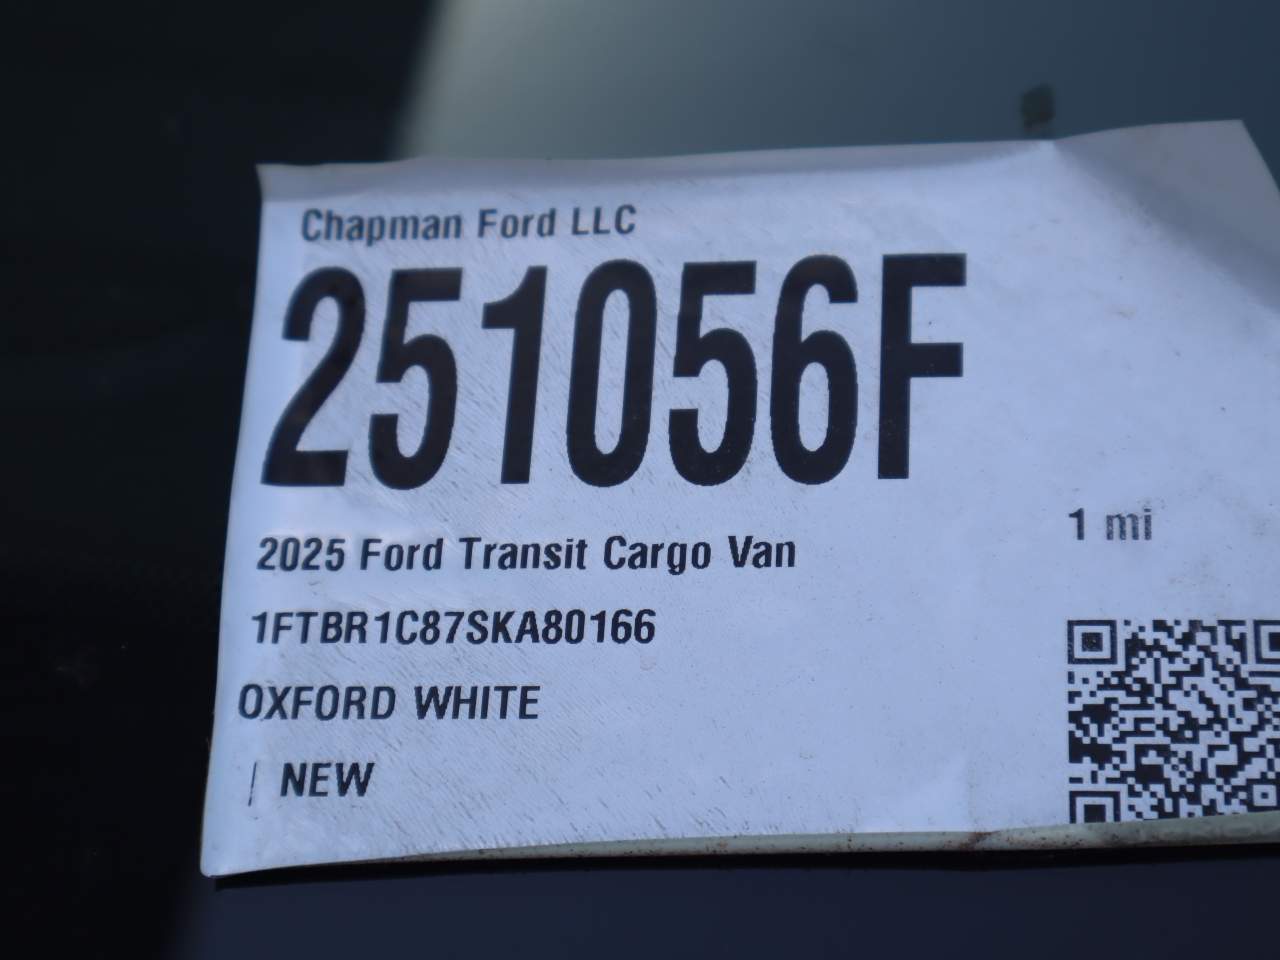 Chapman Ford LLC
251056F
2025 Ford Transit Cargo Van
1 mi
1FTBR1C87SKA80166
OXFORD WHITE
| NEW